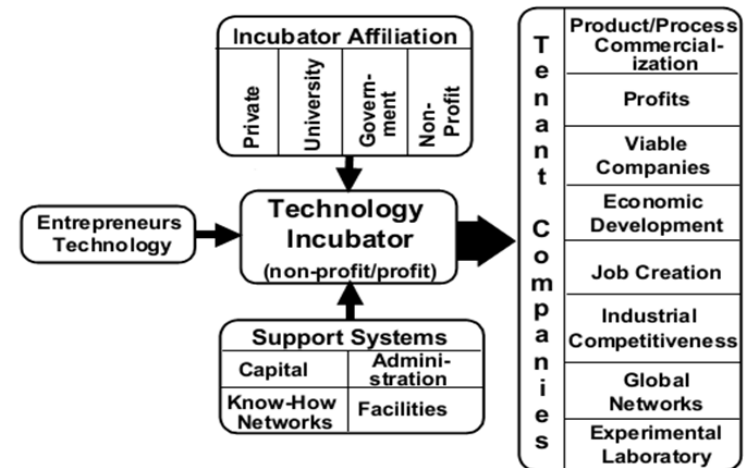 Incubator Affiliation
Private
University
Govern-
ment
Non-
Profit
Entrepreneurs
Technology
Technology
Incubator
(non-profit/profit)
Support Systems
Capital
Admini-
stration
Know-How
Networks
Facilities
Tenant Companies
Product/Process
Commercial-
ization
Profits
Viable
Companies
Economic
Development
Job Creation
Industrial
Competitiveness
Global
Networks
Experimental
Laboratory